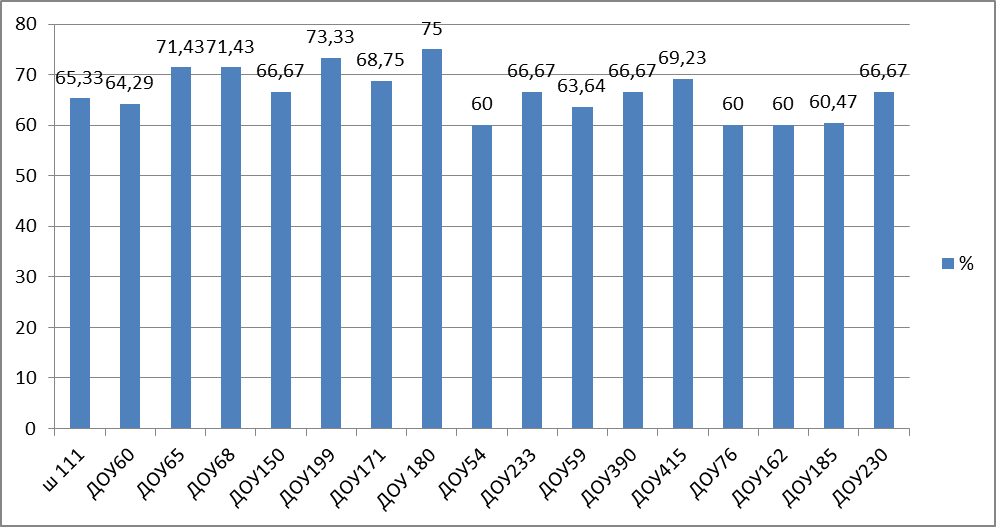 80
70
60
50
40
30
20
10
0
65,33
64,29
71,43
71,43
66,67
73,33
68,75
75
60
66,67
63,64
66,67
69,23
60
60
60,47
66,67
ш 111
ДОУ60
ДОУ65
ДОУ68
ДОУ150
ДОУ199
ДОУ171
ДОУ 180
ДОУ54
ДОУ233
ДОУ59
ДОУ390
ДОУ415
ДОУ76
ДОУ162
ДОУ185
ДОУ230
%